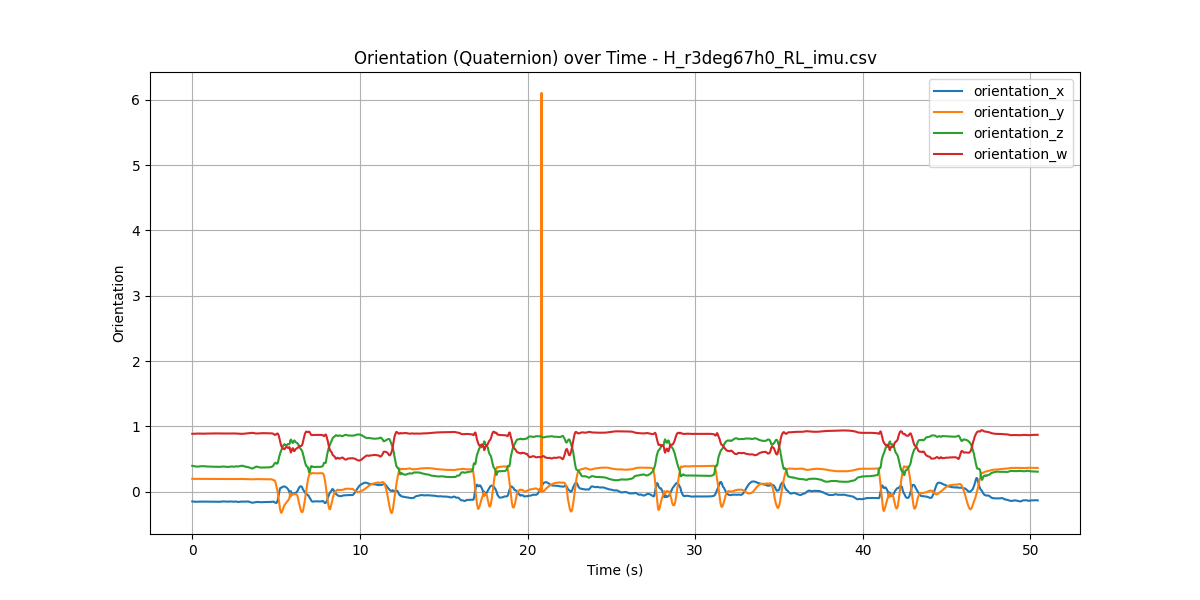 Orientation (Quaternion) over Time - H_r3deg67h0_RL_imu.csv
orientation_x
orientation_y
orientation_z
orientation_w
Orientation
6
5
4
3
2
1
0
0 10 20 30 40 50
Time (s)